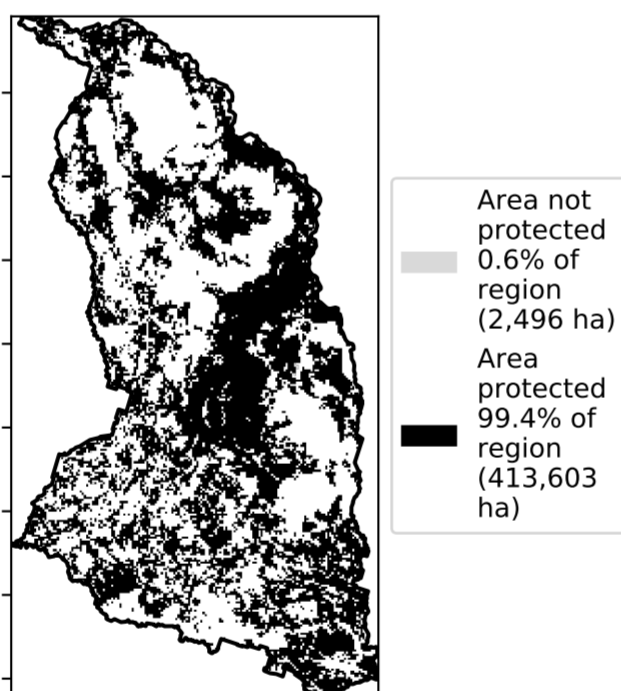 Area not
protected
0.6% of
region
(2,496 ha)
Area
protected
99.4% of
region
(413,603
ha)